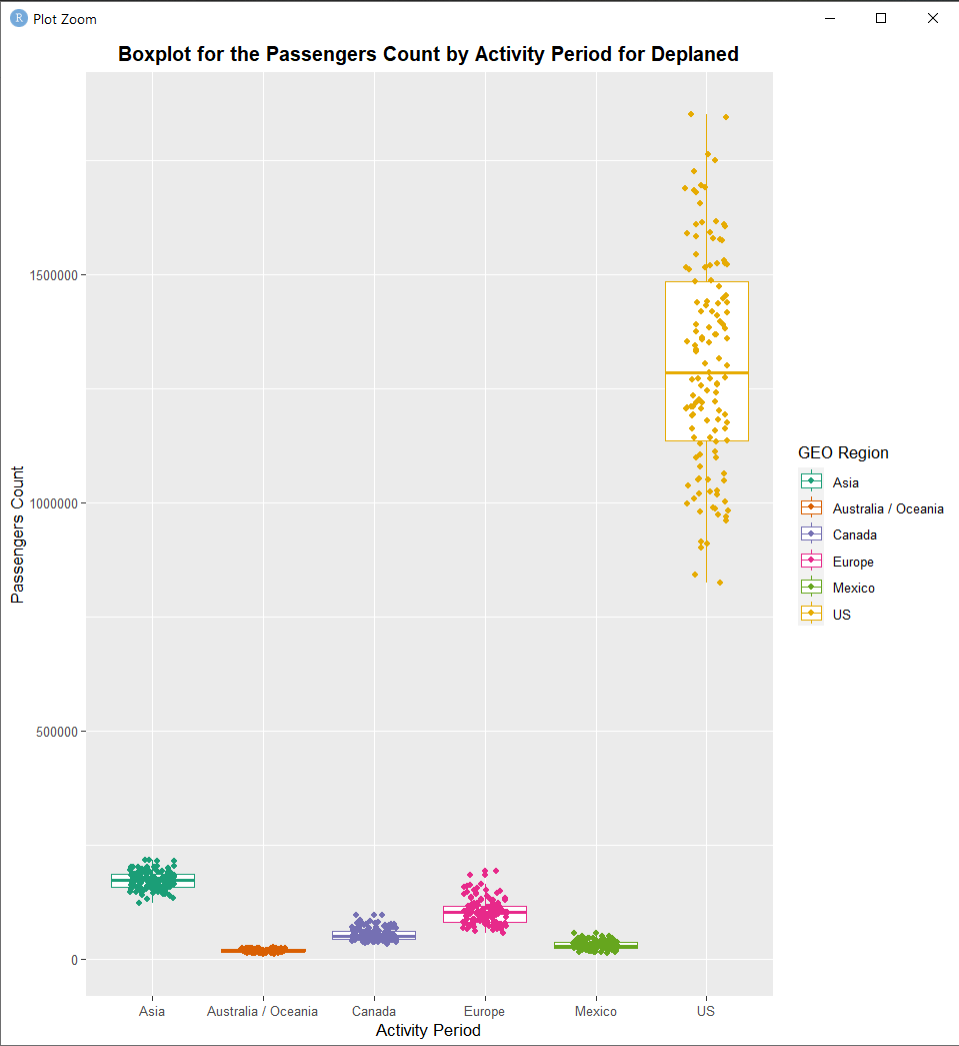 R Plot Zoom
Boxplot for the Passengers Count by Activity Period for Deplaned
Passengers Count
1500000
1000000
500000
0
Asia Australia / Oceania Canada Europe Mexico US
Activity Period
GEO Region
Asia
Australia / Oceania
Canada
Europe
Mexico
US